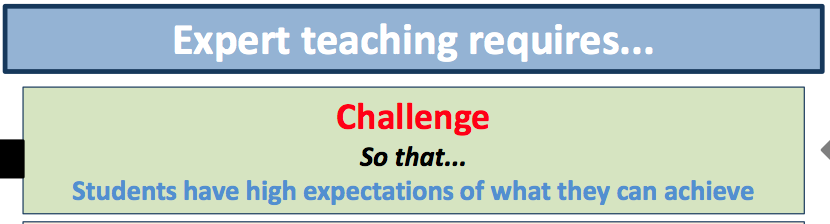 Expert teaching requires...
Challenge
So that...
Students have high expectations of what they can achieve